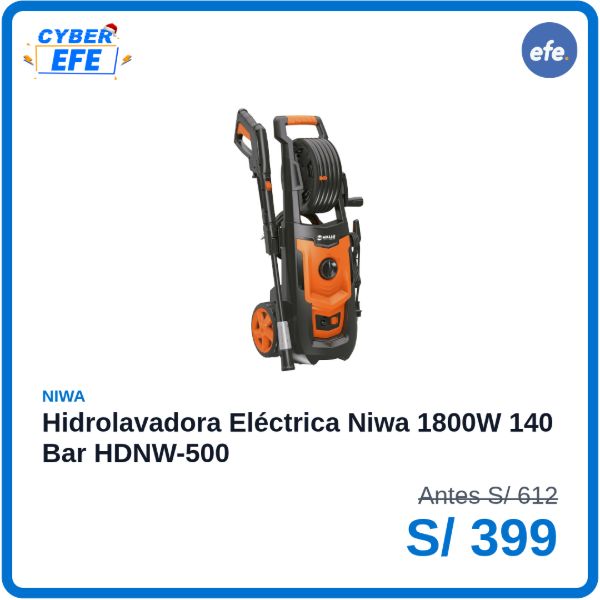 CYBER
EFE
efe.
NIWA
Hidrolavadora Eléctrica Niwa 1800W 140
Bar HDNW-500
Antes S/ 612
S/ 399